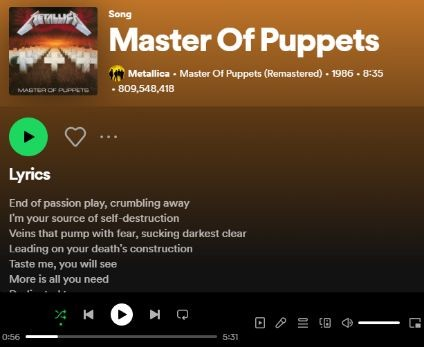 METALLICA
MASTER OF PUPPETS
Song
Master Of Puppets
Metallica • Master Of Puppets (Remastered) • 1986 • 8:35
• 809,548,418
Lyrics
End of passion play, crumbling away
I'm your source of self-destruction
Veins that pump with fear, sucking darkest clear
Leading on your death's construction
Taste me, you will see
More is all you need
0:56
5:31